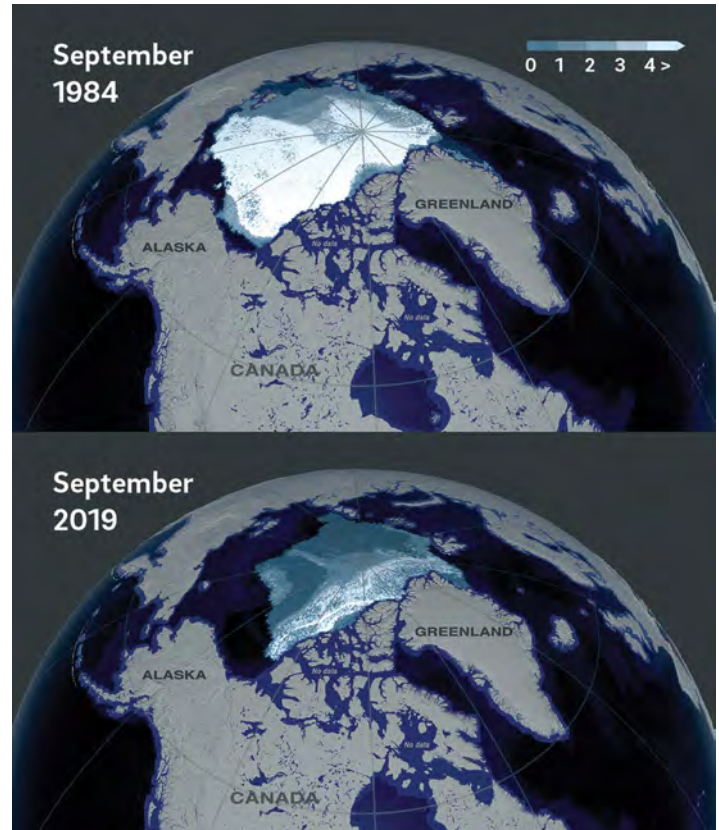 September
1984
0 1 2 3 4 >
GREENLAND
ALASKA
No data
No data
CANADA
September
2019
GREENLAND
ALASKA
No data
No data
CANADA